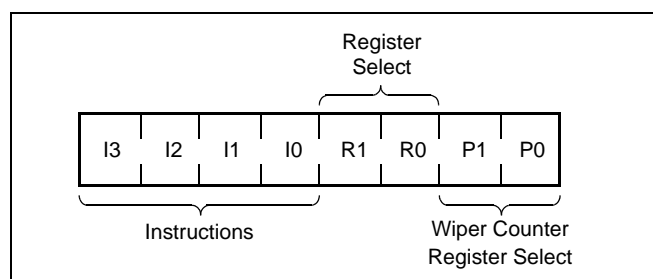 Register
Select
I3 I2 I1 I0 R1 R0 P1 P0
Instructions
Wiper Counter
Register Select